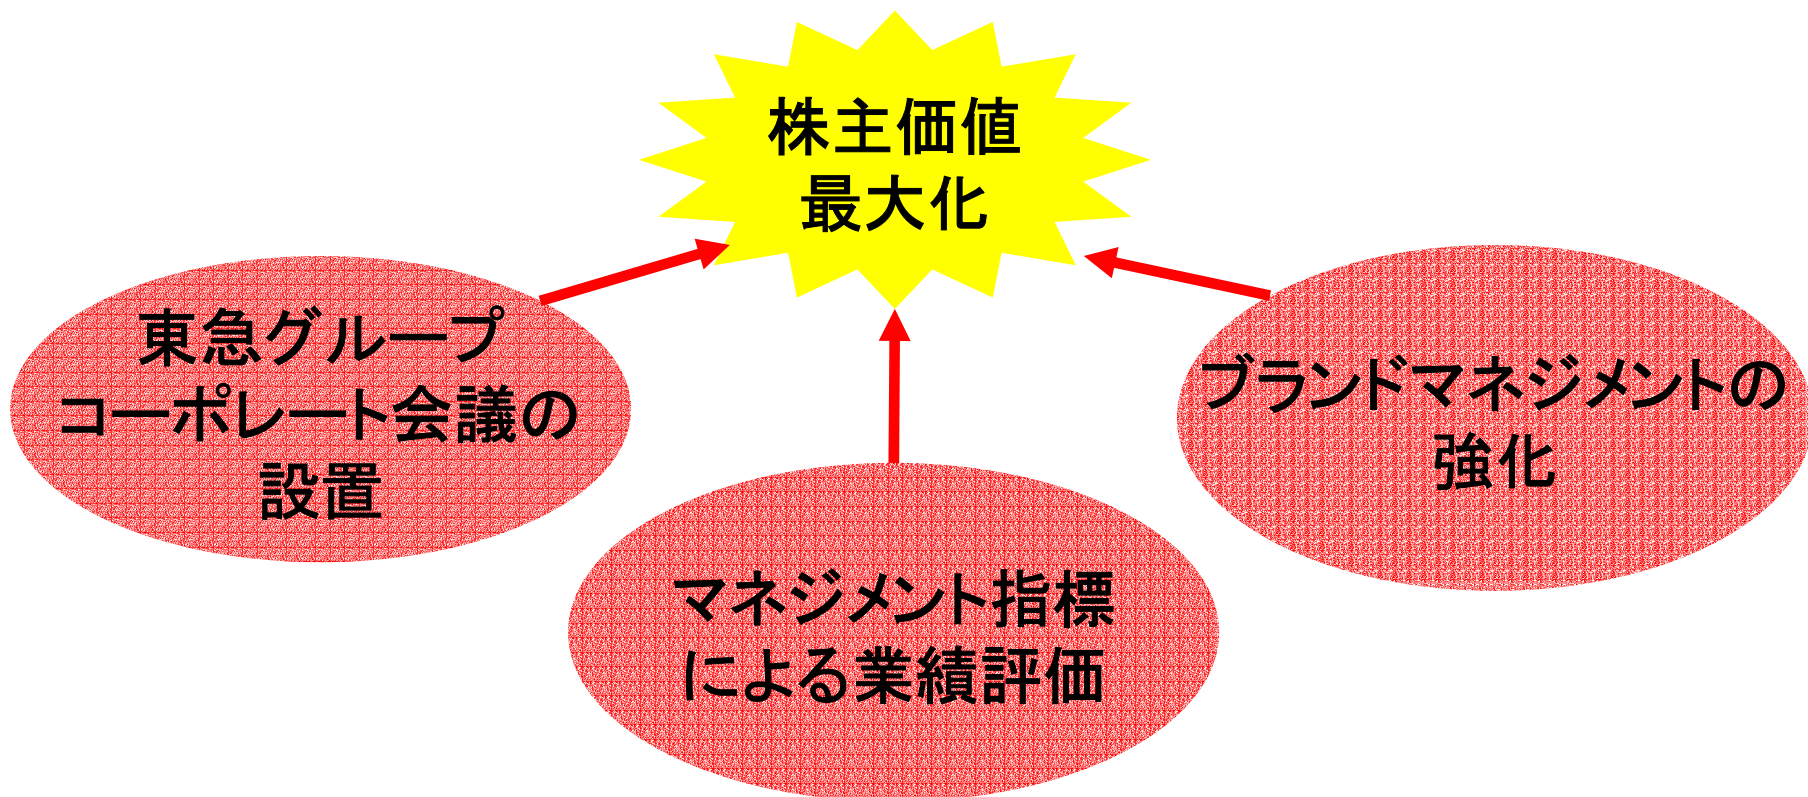 株主価値
最大化
東急グループ
コーポレート会議の
設置
マネジメント指標
による業績評価
ブランドマネジメントの
強化